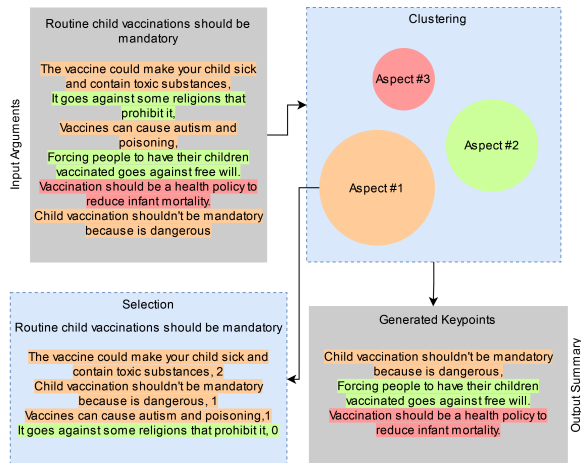 Routine child vaccinations should be
mandatory
The vaccine could make your child sick
and contain toxic substances,
It goes against some religions that
prohibit it,
Vaccines can cause autism and
poisoning,
Forcing people to have their children
vaccinated goes against free will.
Vaccination should be a health policy to
reduce infant mortality.
Child vaccination shouldn't be mandatory
because is dangerous
Input Arguments
Clustering
Aspect #3
Aspect #2
Aspect #1
Selection
Routine child vaccinations should be mandatory
The vaccine could make your child sick and
contain toxic substances, 2
Child vaccination shouldn't be mandatory
because is dangerous, 1
Vaccines can cause autism and poisoning,1
It goes against some religions that prohibit it, 0
Generated Keypoints
Child vaccination shouldn't be mandatory
because is dangerous,
Forcing people to have their children
vaccinated goes against free will.
Vaccination should be a health policy to
reduce infant mortality.
Output Summary